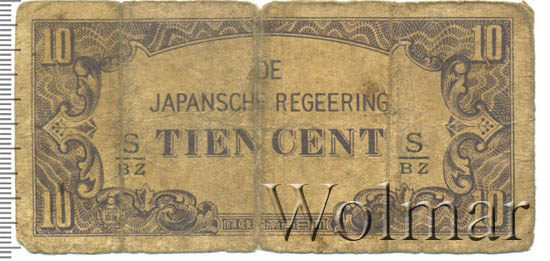 10 10
DE
JAPANSCHE REGEERING
S TIEN CENT S
BZ BZ
10 10
Wolmar